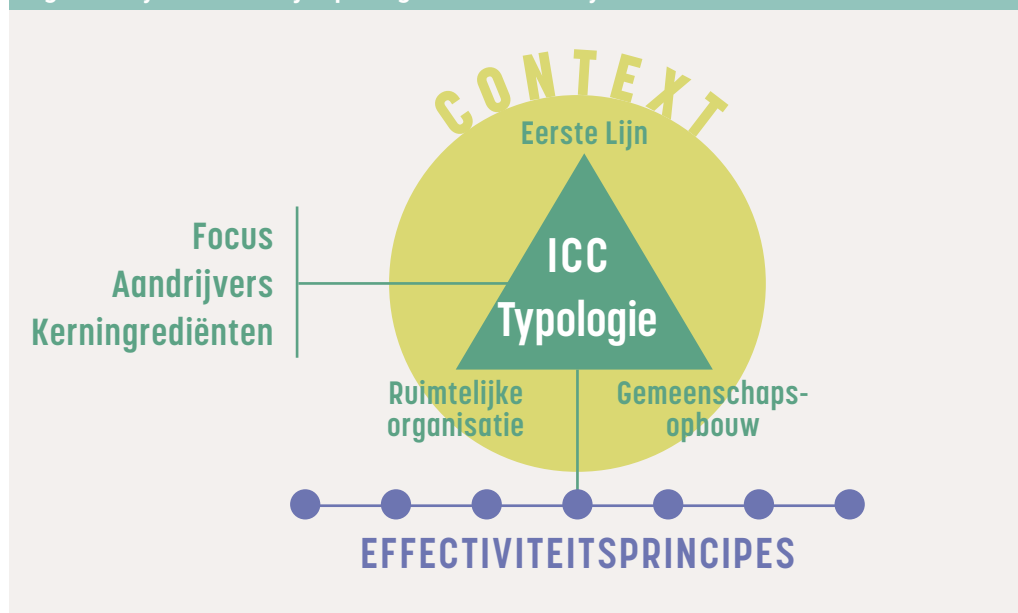 CONTEXT
Eerste Lijn
Focus
Aandrijvers
Kerningrediënten
ICC
Typologie
Ruimtelijke
organisatie
Gemeenschaps-
opbouw
EFFECTIVITEITSPRINCIPES